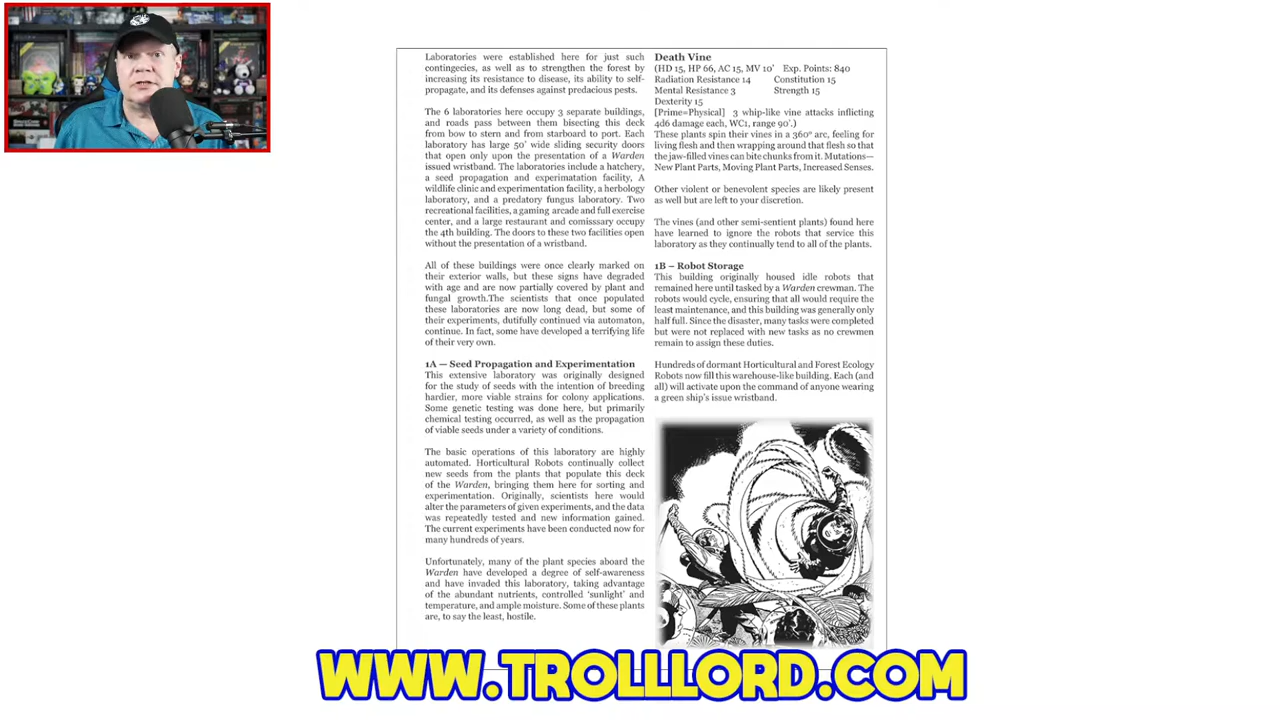 Laboratories were established here for just such
contingecies, as well as to strengthen the forest by
increasing its resistance to disease, its ability to self-
propagate, and its defenses against predacious pests.
The 6 laboratories here occupy 3 separate buildings,
and roads pass between them bisecting this deck
from bow to stern and from starboard to port. Each
laboratory has large 50' wide sliding security doors
that open only upon the presentation of a Warden
issued wristband. The laboratories include a hatchery,
a seed propagation and experimatation facility, A
wildlife clinic and experimentation facility, a herbology
laboratory, and a predatory fungus laboratory. Two
recreational facilities, a gaming arcade and full exercise
center, and a large restaurant and comisssary occupy
the 4th building. The doors to these two facilities open
without the presentation of a wristband.
All of these buildings were once clearly marked on
their exterior walls, but these signs have degraded
with age and are now partially covered by plant and
fungal growth.The scientists that once populated
these laboratories are now long dead, but some of
their experiments, dutifully continued via automaton,
continue. In fact, some have developed a terrifying life
of their very own.
1A — Seed Propagation and Experimentation
This extensive laboratory was originally designed
for the study of seeds with the intention of breeding
hardier, more viable strains for colony applications.
Some genetic testing was done here, but primarily
chemical testing occurred, as well as the propagation
of viable seeds under a variety of conditions.
The basic operations of this laboratory are highly
automated. Horticultural Robots continually collect
new seeds from the plants that populate this deck
of the Warden, bringing them here for sorting and
experimentation. Originally, scientists here would
alter the parameters of given experiments, and the data
was repeatedly tested and new information gained.
The current experiments have been conducted now for
many hundreds of years.
Unfortunately, many of the plant species aboard the
Warden have developed a degree of self-awareness
and have invaded this laboratory, taking advantage
of the abundant nutrients, controlled 'sunlight' and
temperature, and ample moisture. Some of these plants
are, to say the least, hostile.
Death Vine
(HD 15, HP 66, AC 15, MV 10' Exp. Points: 840
Radiation Resistance 14 Constitution 15
Mental Resistance 3 Strength 15
Dexterity 15
[Prime=Physical] 3 whip-like vine attacks inflicting
4d6 damage each, WC1, range 90'.)
These plants spin their vines in a 360° arc, feeling for
living flesh and then wrapping around that flesh so that
the jaw-filled vines can bite chunks from it. Mutations—
New Plant Parts, Moving Plant Parts, Increased Senses.
Other violent or benevolent species are likely present
as well but are left to your discretion.
The vines (and other semi-sentient plants) found here
have learned to ignore the robots that service this
laboratory as they continually tend to all of the plants.
1B – Robot Storage
This building originally housed idle robots that
remained here until tasked by a Warden crewman. The
robots would cycle, ensuring that all would require the
least maintenance, and this building was generally only
half full. Since the disaster, many tasks were completed
but were not replaced with new tasks as no crewmen
remain to assign these duties.
Hundreds of dormant Horticultural and Forest Ecology
Robots now fill this warehouse-like building. Each (and
all) will activate upon the command of anyone wearing
a green ship's issue wristband.
WWW.TROLLLORD.COM